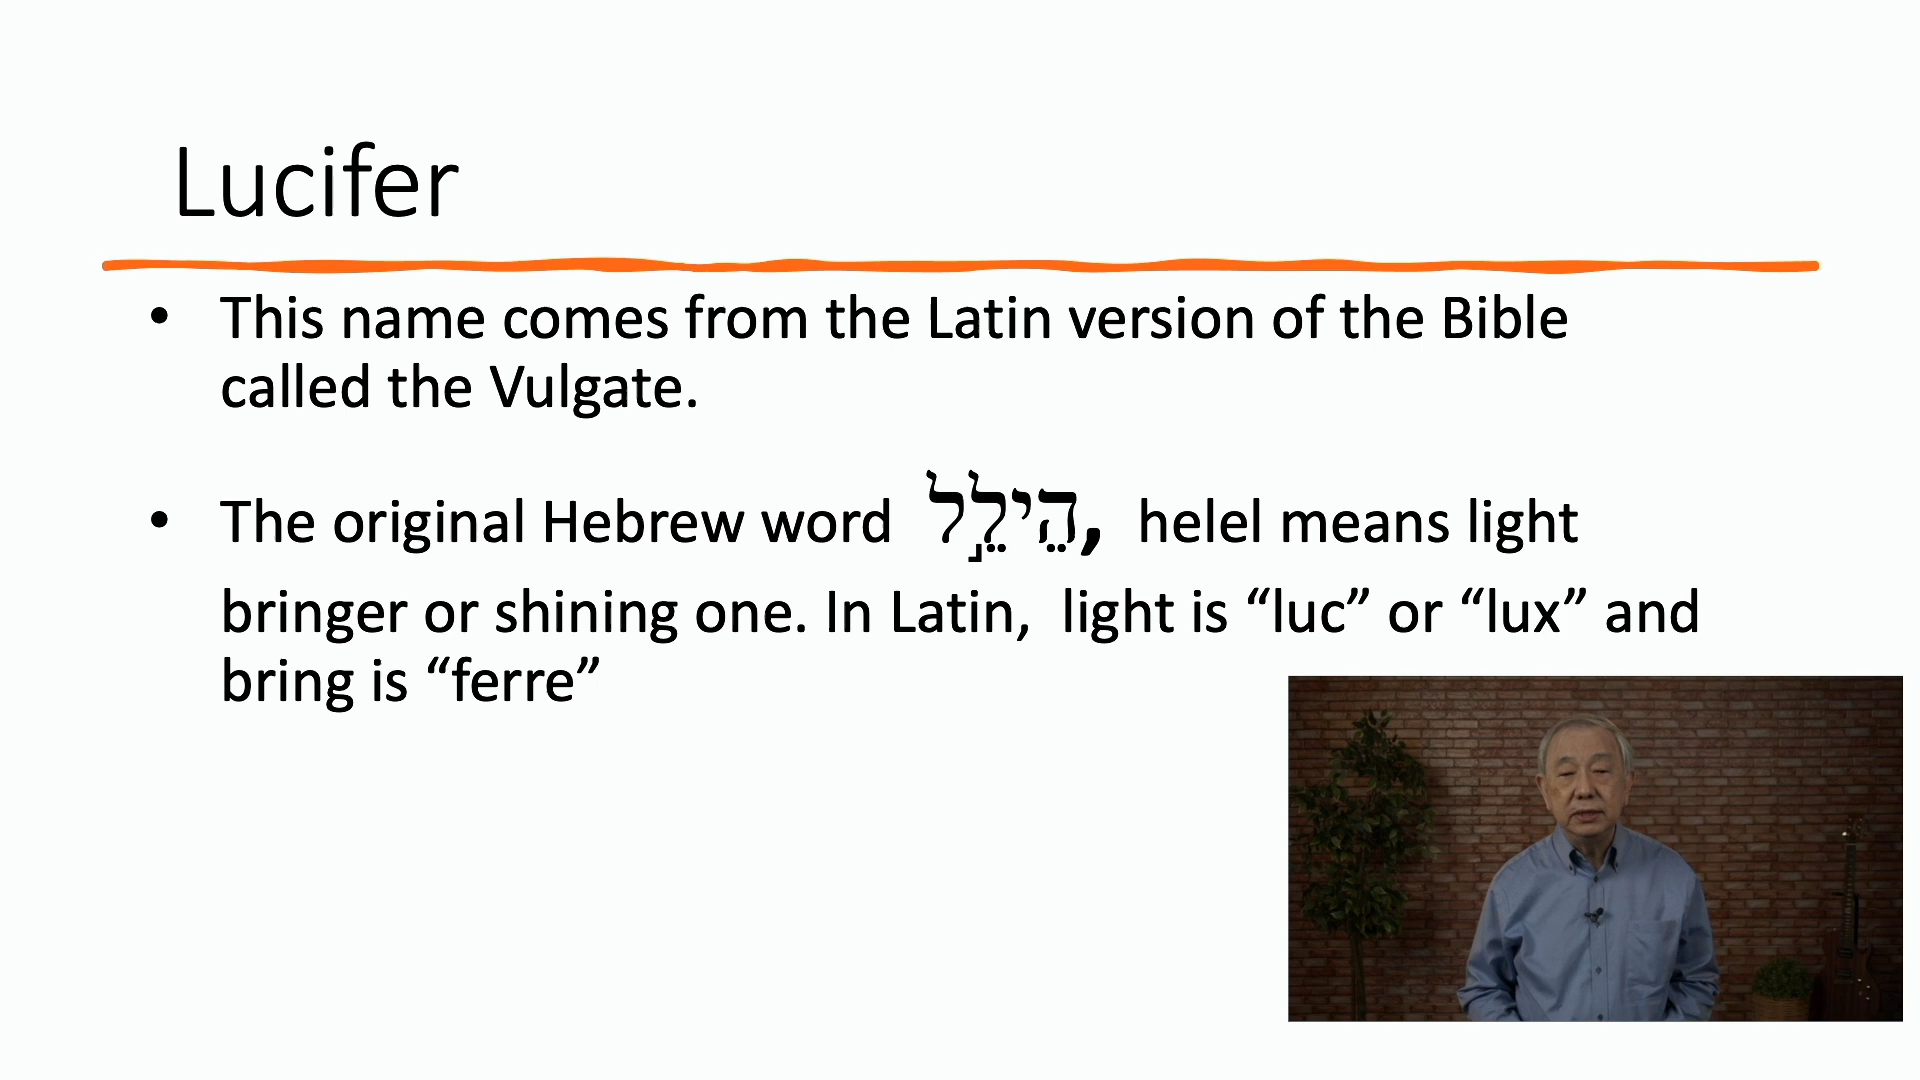 Lucifer
• This name comes from the Latin version of the Bible
called the Vulgate.
• The original Hebrew word הֵילֵ֣ל, helel means light
bringer or shining one. In Latin, light is “luc” or “lux” and
bring is “ferre”